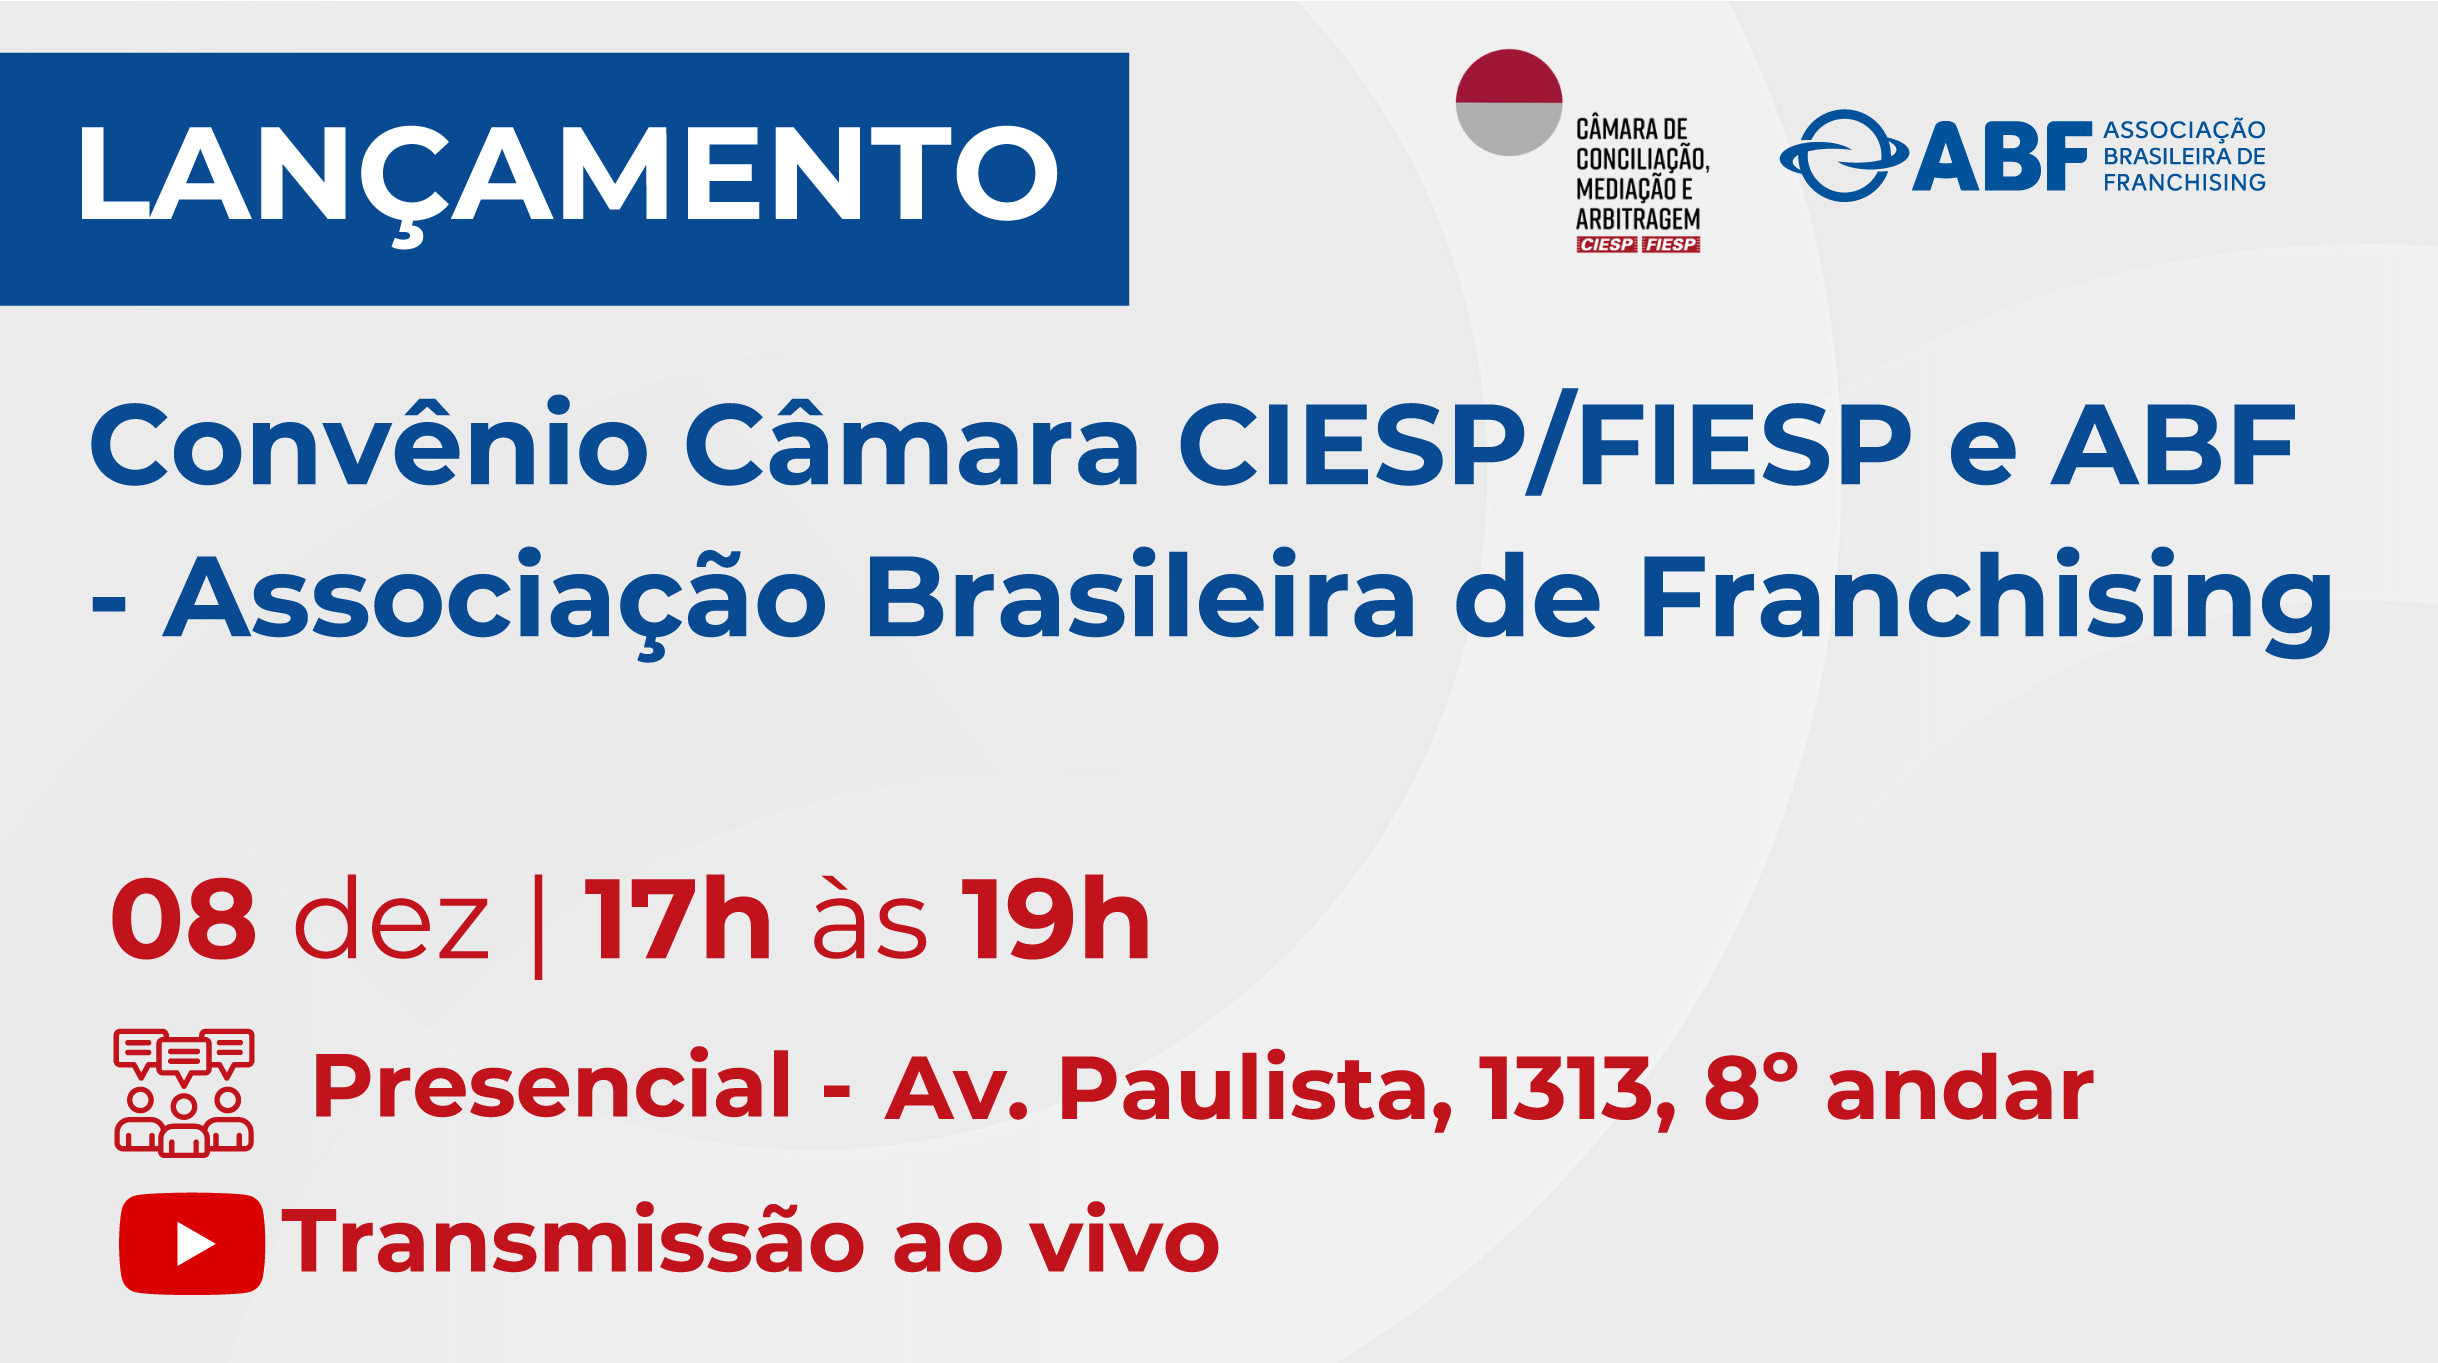 LANÇAMENTO
CÂMARA DE
CONCILIAÇÃO,
MEDIAÇÃO E
ARBITRAGEM
CIESP FIESP
ABF
ASSOCIAÇÃO
BRASILEIRA DE
FRANCHISING
Convênio Câmara CIESP/FIESP e ABF
- Associação Brasileira de Franchising
08 dez | 17h às 19h
Presencial - Av. Paulista, 1313, 8º andar
Transmissão ao vivo